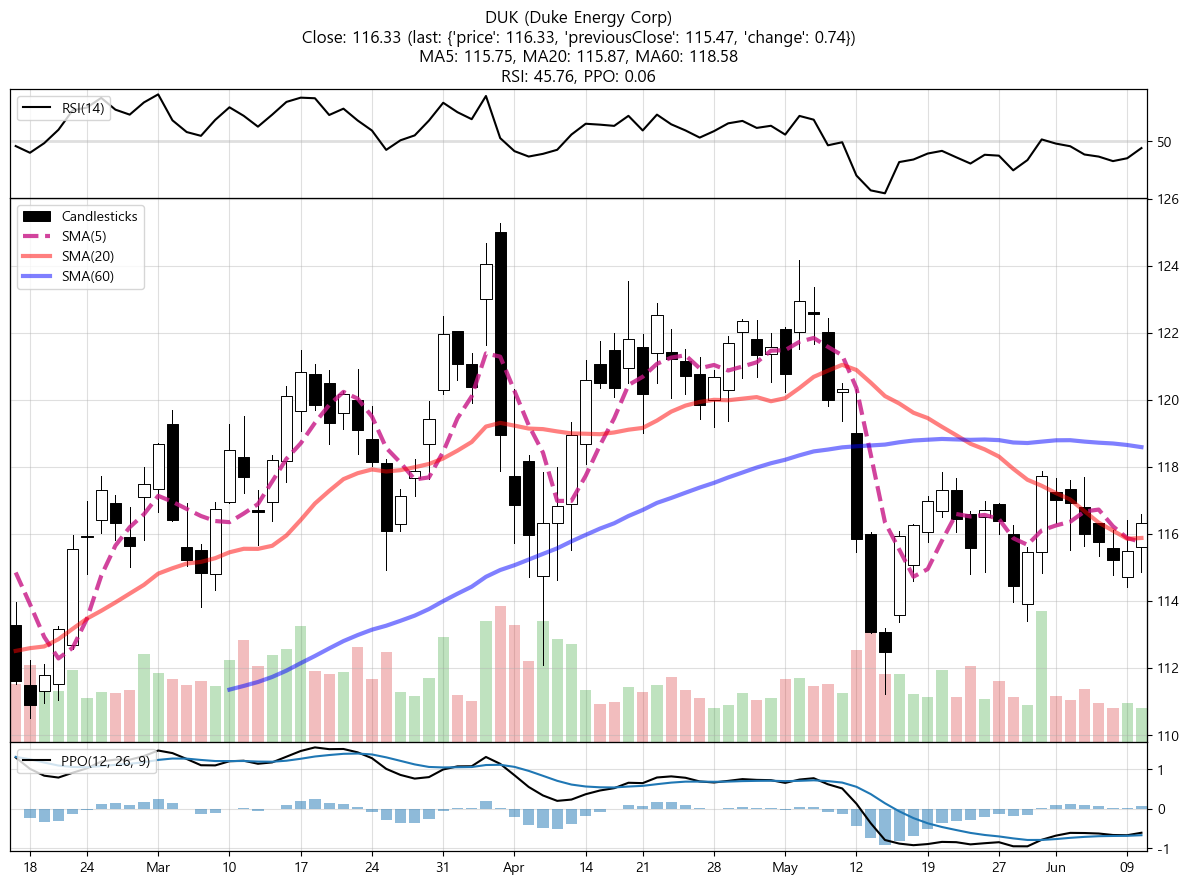 DUK (Duke Energy Corp)
Close: 116.33 (last: {'price': 116.33, 'previousClose': 115.47, 'change': 0.74})
MA5: 115.75, MA20: 115.87, MA60: 118.58
RSI: 45.76, PPO: 0.06
RSI(14)
50
126
Candlesticks
SMA(5)
SMA(20)
SMA(60)
124
122
120
118
116
114
112
110
PPO(12, 26, 9)
1
0
-1
18 24 Mar 10 17 24 31 Apr 14 21 28 May 12 19 27 Jun 09